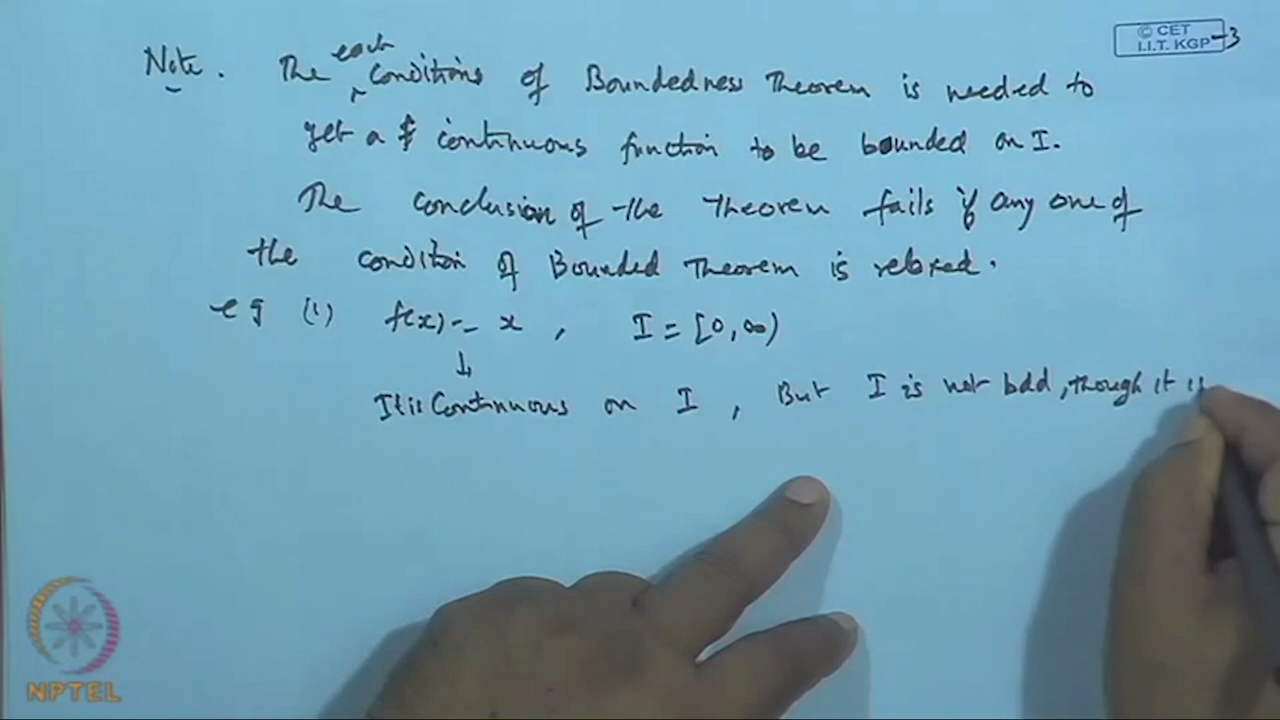 © CET
I.I.T. KGP -3
Note. The each conditions of Boundedness Theorem is needed to
get a continuous function to be bounded on I.
The conclusion of the Theorem fails if any one of
the condition of Bounded Theorem is relaxed.
eg (1) f(x) = x , I = [0, ∞)
↓
It is Continuous on I , But I is not bdd, though it is
NPTEL